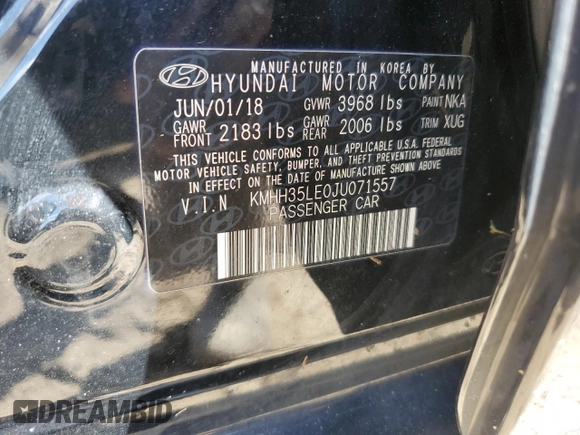 MANUFACTURED IN KOREA BY
HYUNDAI MOTOR COMPANY
JUN/01/18 GVWR 3968 lbs PAINT NKA
GAWR FRONT 2183 lbs GAWR REAR 2006 lbs TRIM XUG
THIS VEHICLE CONFORMS TO ALL APPLICABLE U.S.A. FEDERAL
MOTOR VEHICLE SAFETY, BUMPER, AND THEFT PREVENTION STANDARDS
IN EFFECT ON THE DATE OF MANUFACTURE SHOWN ABOVE.
V.I.N KMHH35LE0JU071557
PASSENGER CAR
DREAMBID